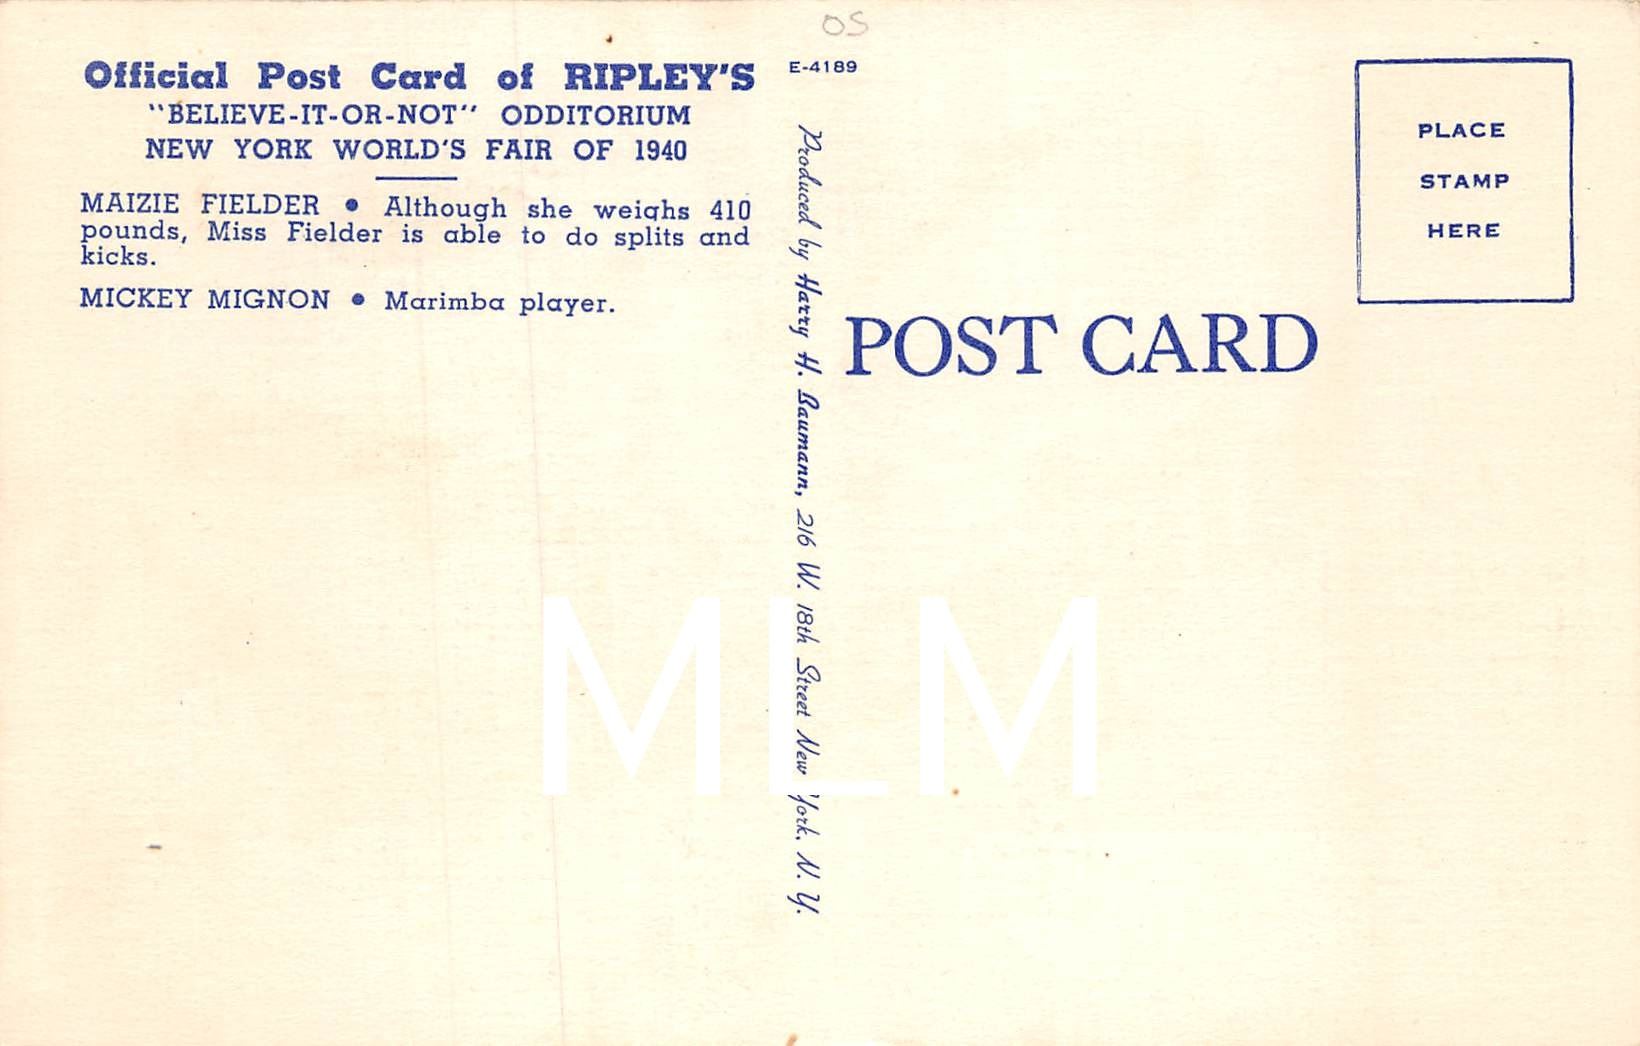 OS
Official Post Card of RIPLEY'S
"BELIEVE-IT-OR-NOT" ODDITORIUM
NEW YORK WORLD'S FAIR OF 1940
MAIZIE FIELDER • Although she weighs 410
pounds, Miss Fielder is able to do splits and
kicks.
MICKEY MIGNON • Marimba player.
E-4189
Produced by Harry H. Baumann, 216 W. 18th Street New York, N. Y.
PLACE
STAMP
HERE
POST CARD
MLM